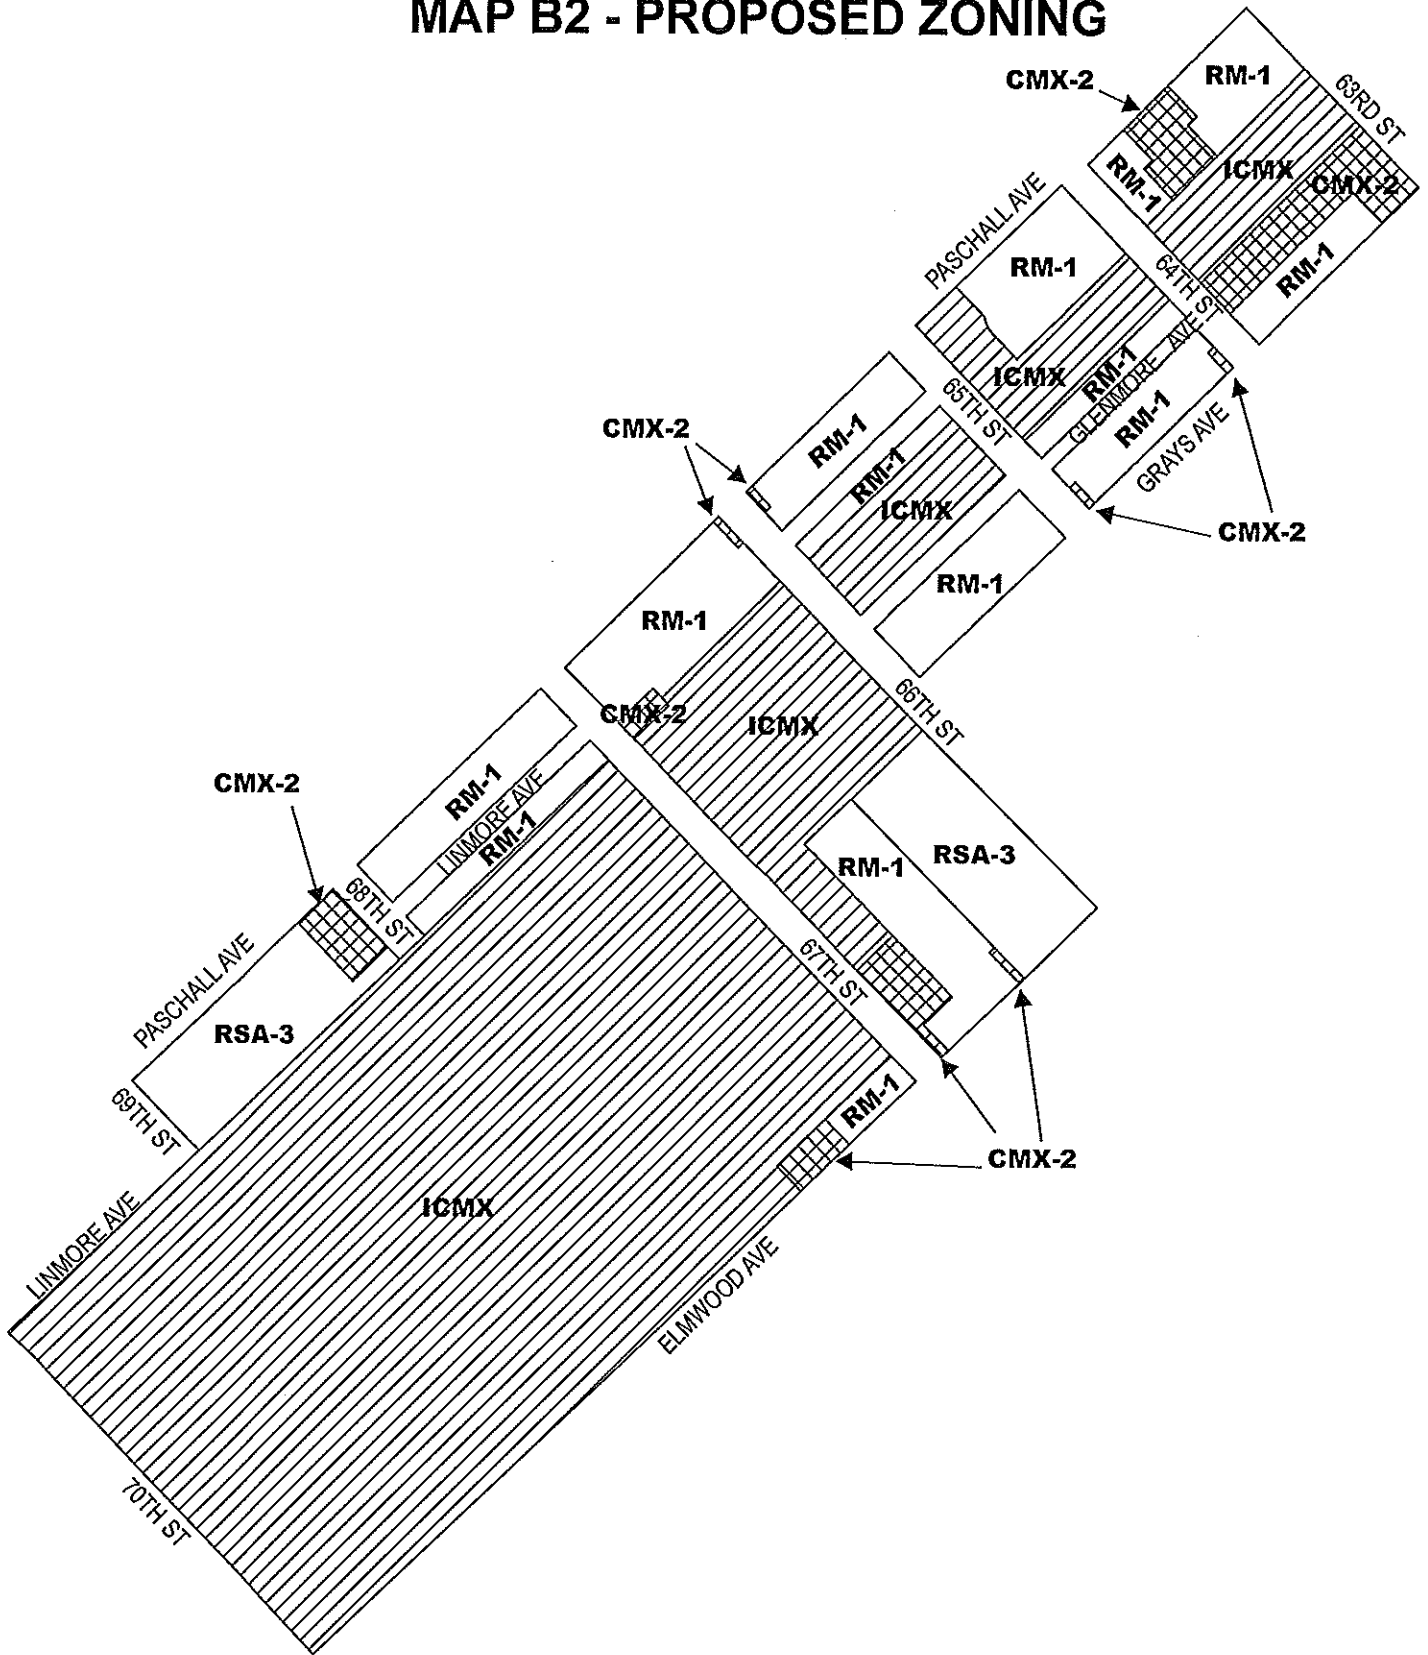 MAP B2 - PROPOSED ZONING
RM-1
CMX-2
63RD ST
RM-1
ICMX
CMX-2
PASCHALL AVE
RM-1
64TH ST
RM-1
ICMX
RM-1
GLENMORE AVE
RM-1
GRAYS AVE
65TH ST
CMX-2
RM-1
CMX-2
RM-1
ICMX
RM-1
RM-1
66TH ST
CMX-2
ICMX
CMX-2
RM-1
LINMORE AVE
RM-1
RM-1
RSA-3
68TH ST
PASCHALL AVE
67TH ST
RSA-3
69TH ST
RM-1
CMX-2
ICMX
LINMORE AVE
ELMWOOD AVE
70TH ST